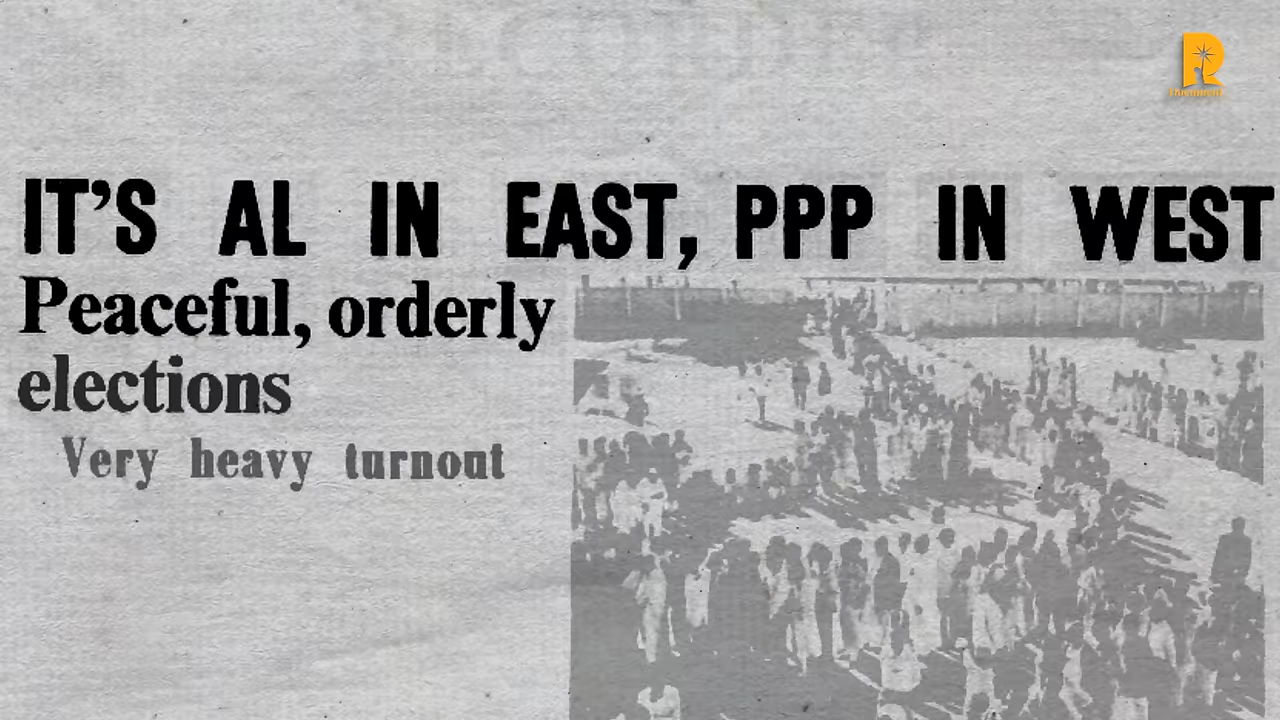 IT'S AL IN EAST, PPP IN WEST
Peaceful, orderly
elections
Very heavy turnout